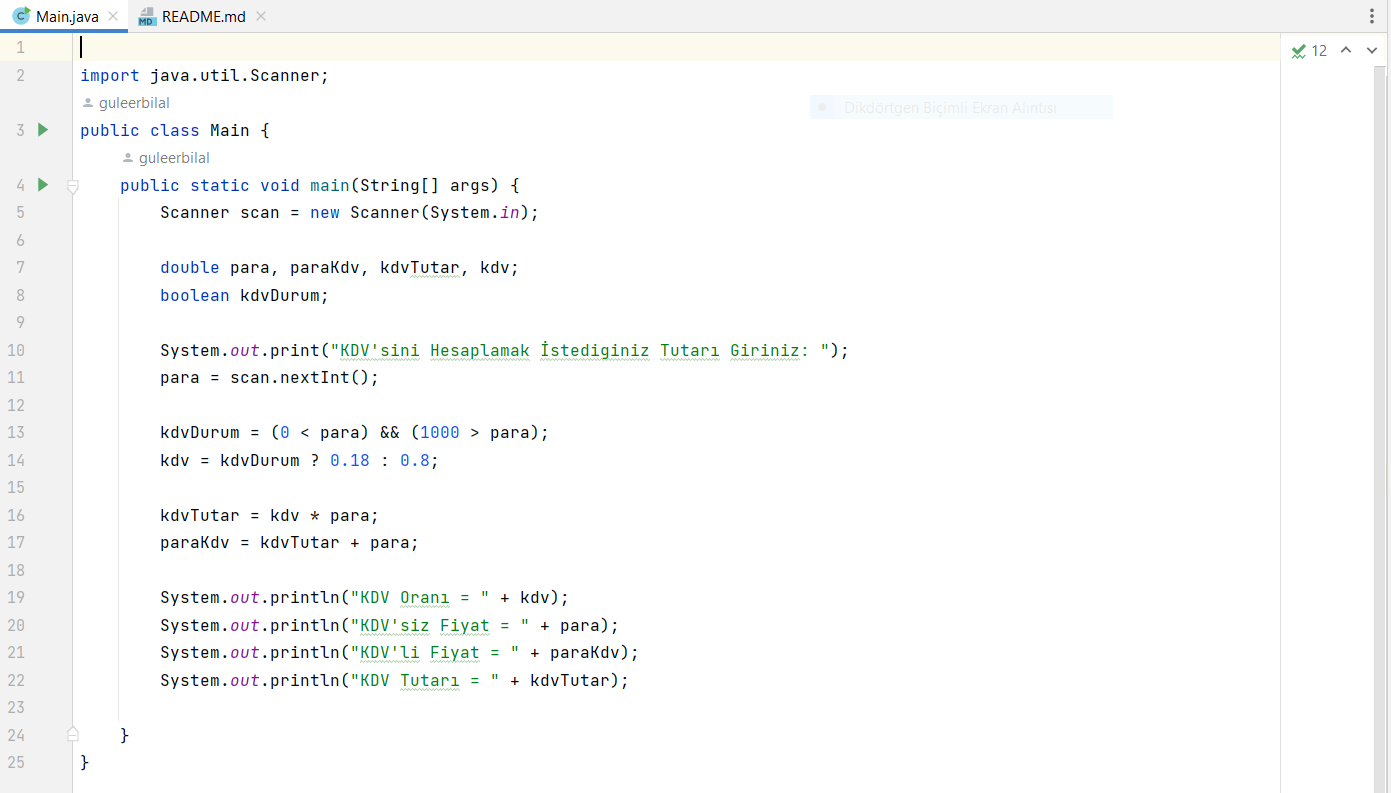 Main.java README.md
12
1
2 import java.util.Scanner;
guleerbilal
Dikdörtgen Biçimli Ekran Alıntısı
3 public class Main {
guleerbilal
4 public static void main(String[] args) {
5 Scanner scan = new Scanner(System.in);
6
7 double para, paraKdv, kdvTutar, kdv;
8 boolean kdvDurum;
9
10 System.out.print("KDV'sini Hesaplamak İstediginiz Tutarı Giriniz: ");
11 para = scan.nextInt();
12
13 kdvDurum = (0 < para) && (1000 > para);
14 kdv = kdvDurum ? 0.18 : 0.8;
15
16 kdvTutar = kdv * para;
17 paraKdv = kdvTutar + para;
18
19 System.out.println("KDV Oranı = " + kdv);
20 System.out.println("KDV'siz Fiyat = " + para);
21 System.out.println("KDV'li Fiyat = " + paraKdv);
22 System.out.println("KDV Tutarı = " + kdvTutar);
23
24 }
25 }